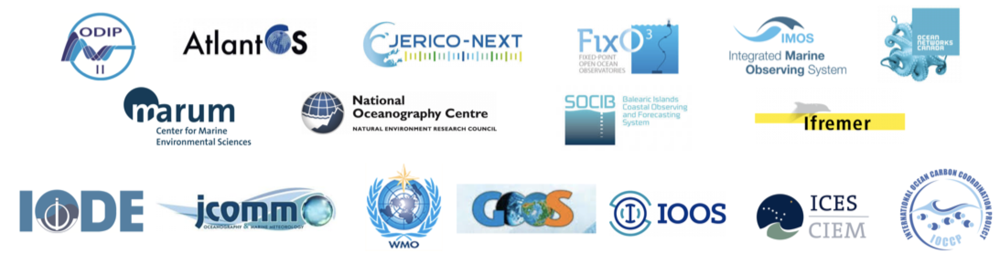 ODIP
II
AtlantOS
JERICO-NEXT
FixO3
FIXED-POINT
OPEN OCEAN
OBSERVATORIES
IMOS
Integrated Marine
Observing System
OCEAN
NETWORKS
CANADA
marum
Center for Marine
Environmental Sciences
National
Oceanography Centre
NATURAL ENVIRONMENT RESEARCH COUNCIL
SOCIB
Balearic Islands
Coastal Observing
and Forecasting
System
Ifremer
IODE
jcomm
OCEANOGRAPHY & MARINE METEOROLOGY
WMO
GOOS
IOOS
ICES
CIEM
INTERNATIONAL OCEAN CARBON COORDINATION PROJECT
IOCCP